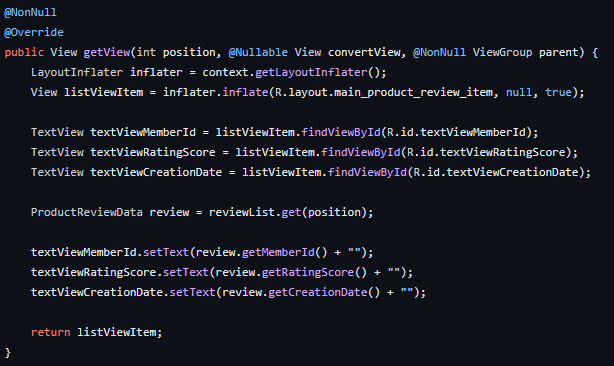 @NonNull
@Override
public View getView(int position, @Nullable View convertView, @NonNull ViewGroup parent) {
    LayoutInflater inflater = context.getLayoutInflater();
    View listViewItem = inflater.inflate(R.layout.main_product_review_item, null, true);

    TextView textViewMemberId = listViewItem.findViewById(R.id.textViewMemberId);
    TextView textViewRatingScore = listViewItem.findViewById(R.id.textViewRatingScore);
    TextView textViewCreationDate = listViewItem.findViewById(R.id.textViewCreationDate);

    ProductReviewData review = reviewList.get(position);

    textViewMemberId.setText(review.getMemberId() + "");
    textViewRatingScore.setText(review.getRatingScore() + "");
    textViewCreationDate.setText(review.getCreationDate() + "");

    return listViewItem;
}